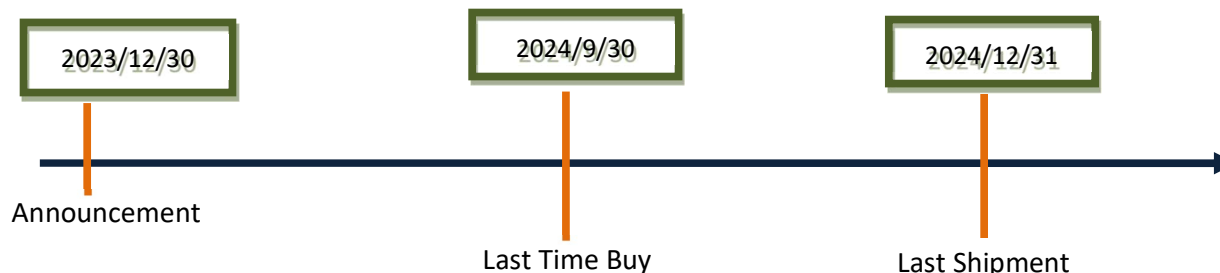 2023/12/30
2024/9/30
2024/12/31
Announcement
Last Time Buy
Last Shipment